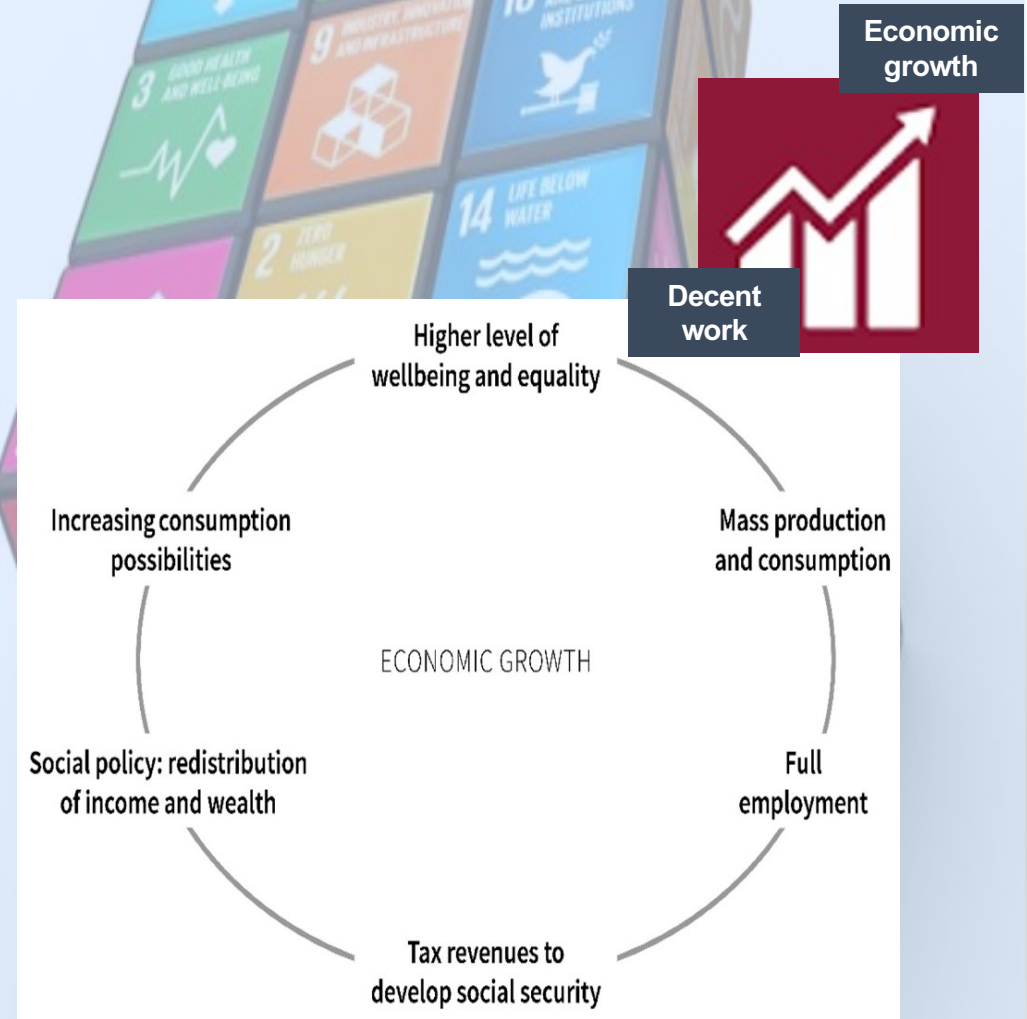 9 INDUSTRY, INNOVATION
AND INFRASTRUCTURE
INSTITUTIONS
3 GOOD HEALTH
AND WELL-BEING
2 ZERO
HUNGER
14 LIFE BELOW
WATER
Economic
growth
Decent
work
Higher level of
wellbeing and equality
Increasing consumption
possibilities
Mass production
and consumption
ECONOMIC GROWTH
Social policy: redistribution
of income and wealth
Full
employment
Tax revenues to
develop social security